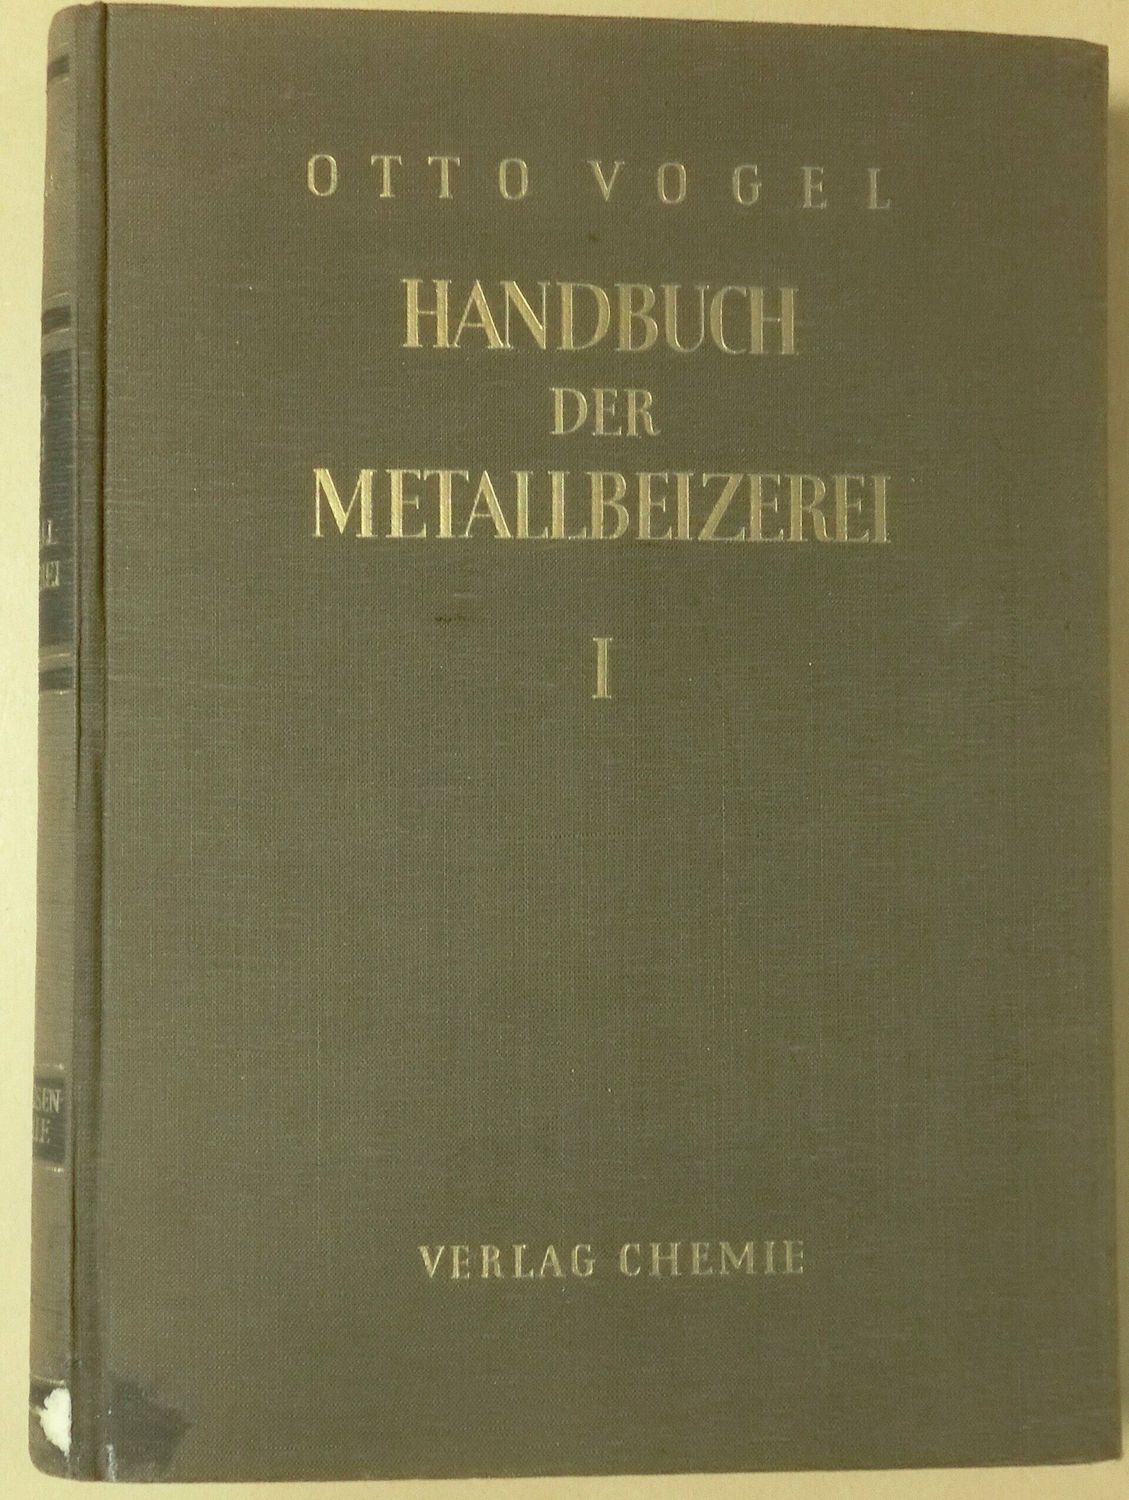 OTTO VOGEL
HANDBUCH
DER
METALLBEIZEREI
I
VERLAG CHEMIE